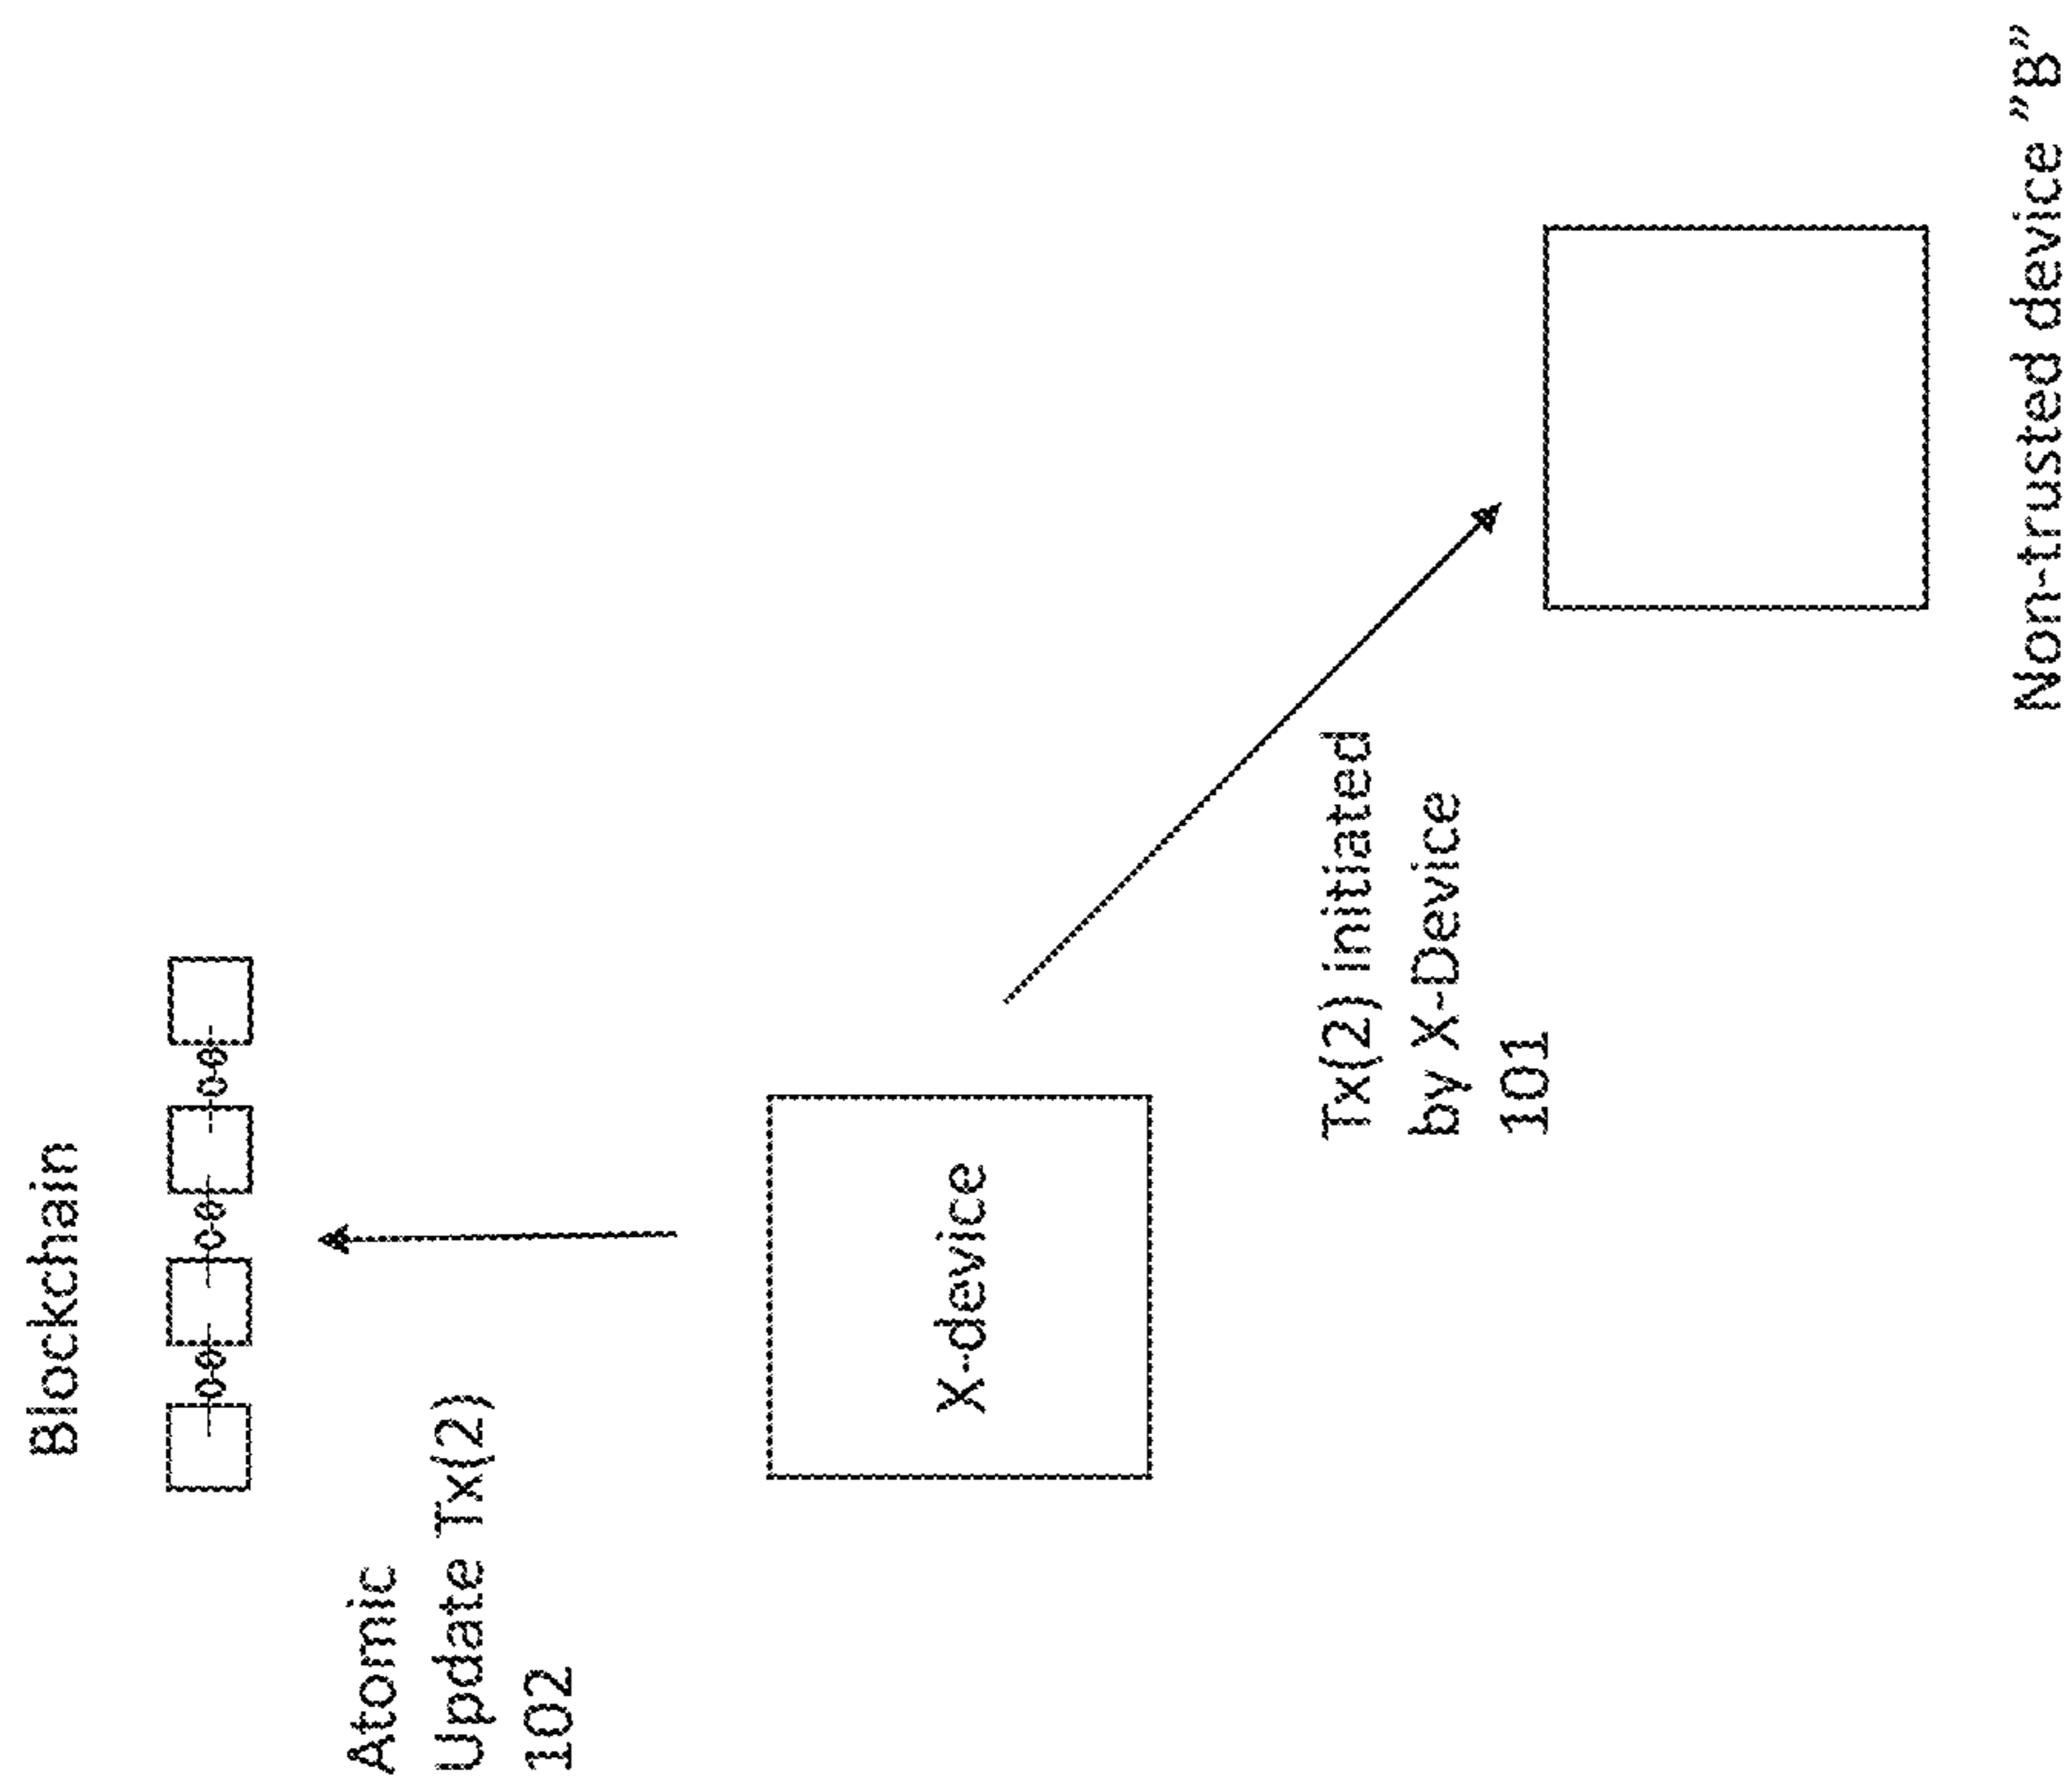 Blockchain
Atomic
Update Tx(2)
102
X-device
Tx(2) initiated
by X-Device
101
Non-trusted device "B"